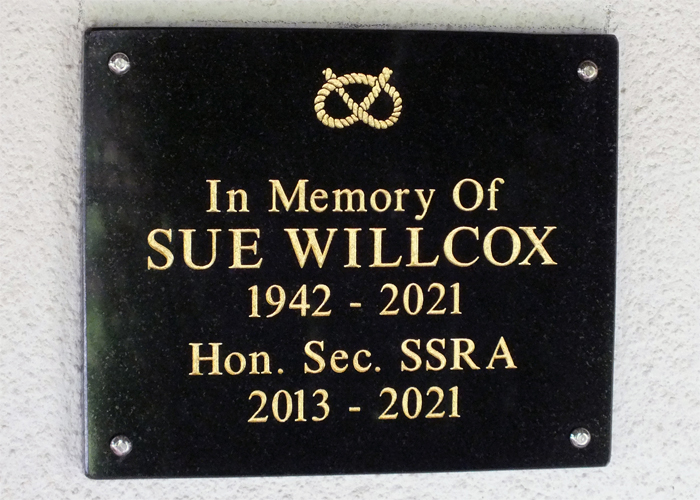 In Memory Of
SUE WILLCOX
1942 - 2021
Hon. Sec. SSRA
2013 - 2021